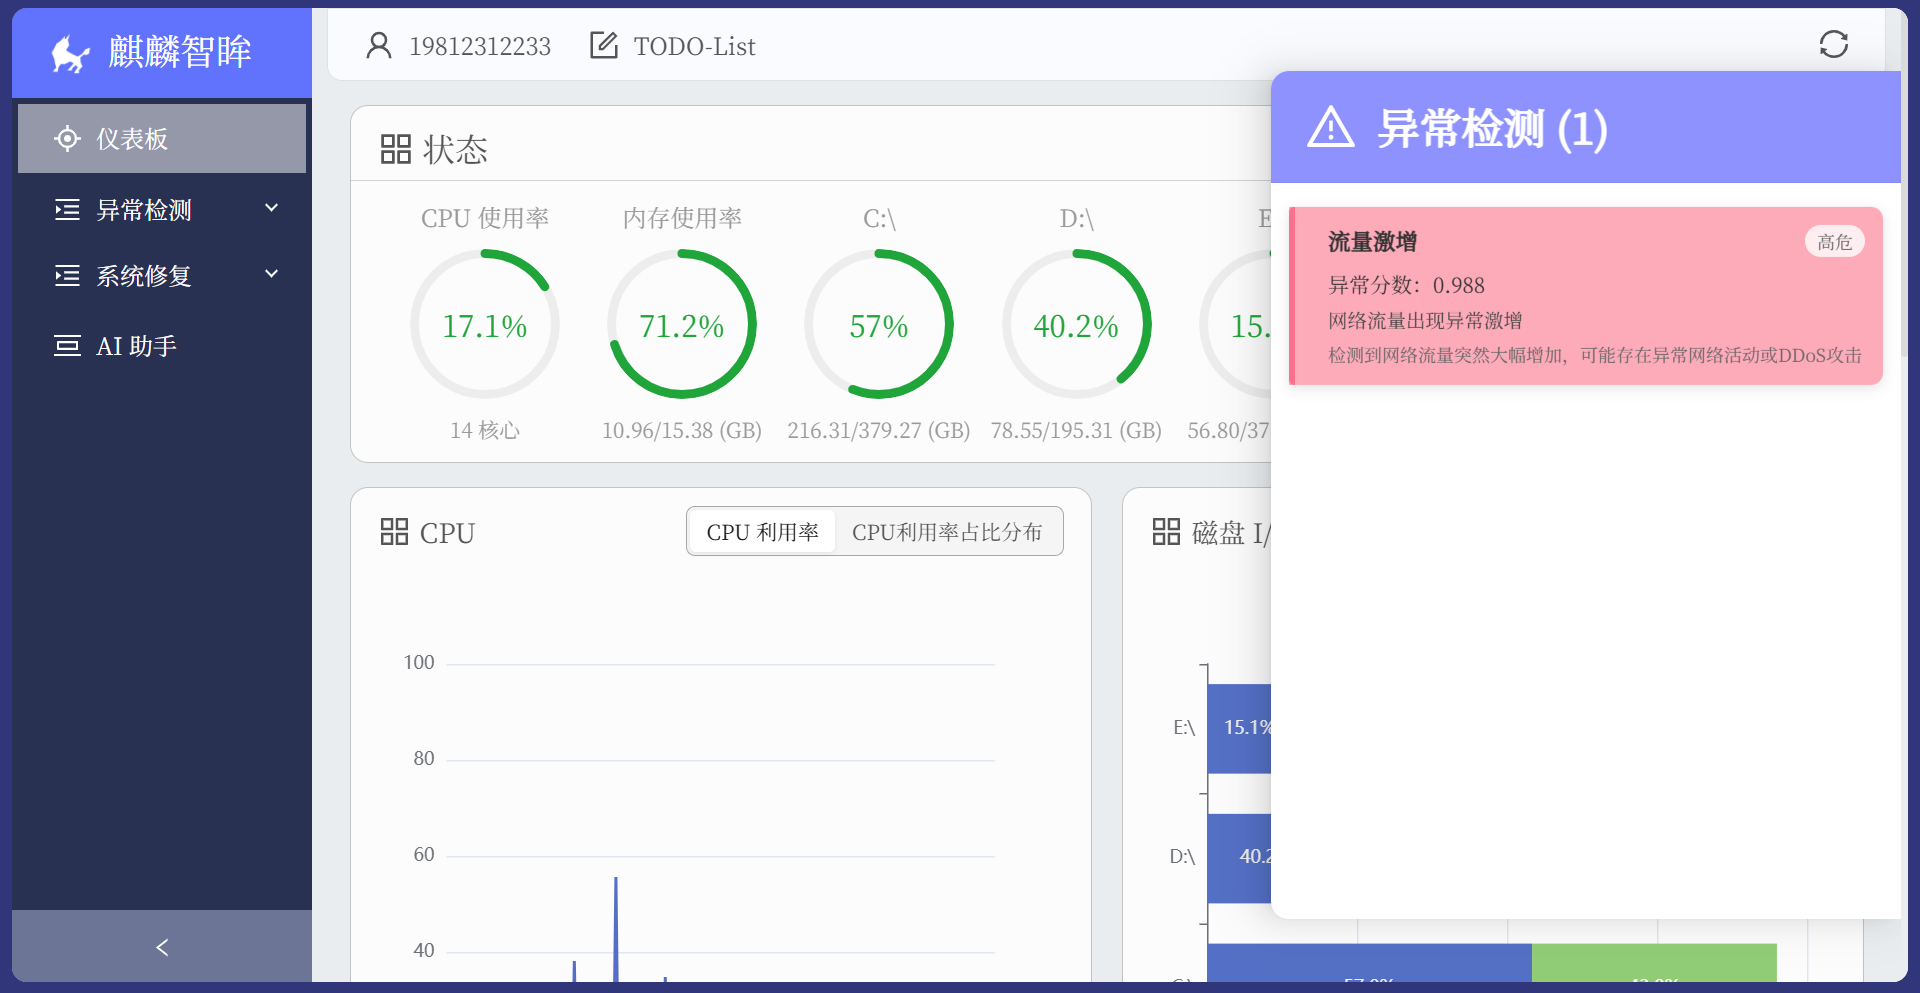 麒麟智眸
仪表板
异常检测
系统修复
AI 助手
19812312233
TODO-List
状态
CPU 使用率
内存使用率
C:\
D:\
17.1%
71.2%
57%
40.2%
15.
14 核心
10.96/15.38 (GB)
216.31/379.27 (GB)
78.55/195.31 (GB)
56.80/37
CPU
CPU 利用率
CPU利用率占比分布
100
80
60
40
磁盘 I/
E:\
15.1%
D:\
40.2
异常检测 (1)
流量激增
高危
异常分数：0.988
网络流量出现异常激增
检测到网络流量突然大幅增加，可能存在异常网络活动或DDoS攻击